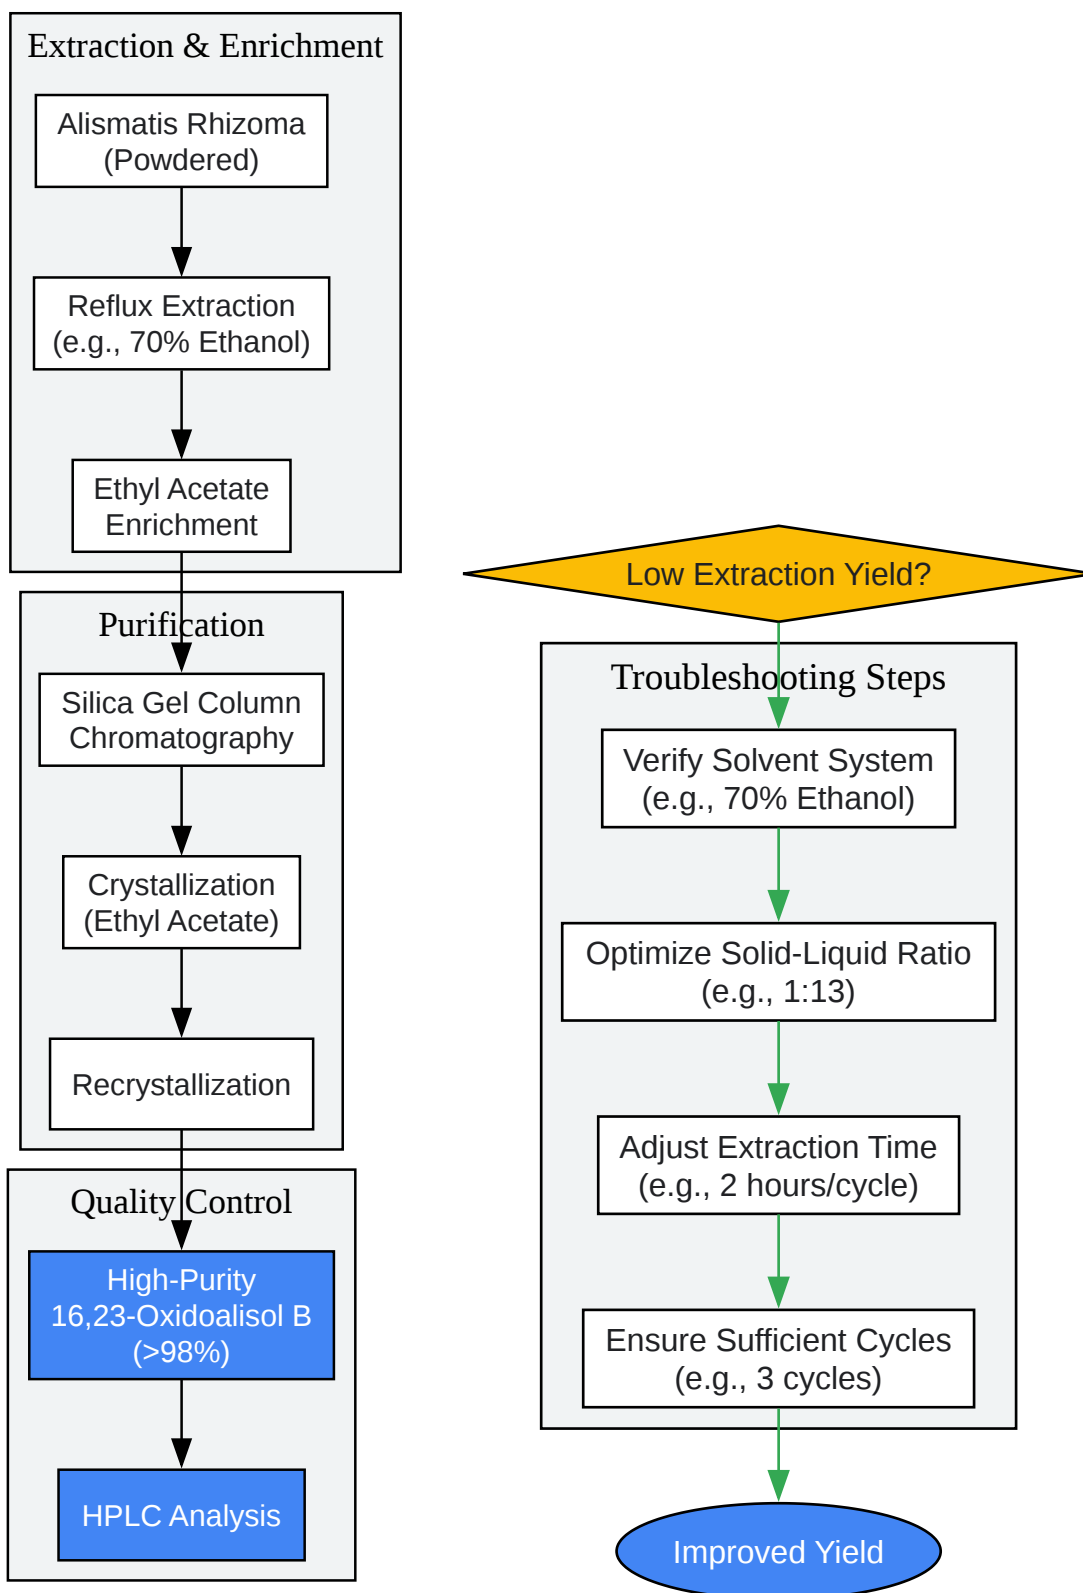 Extraction & Enrichment
Alismatis Rhizoma
(Powdered)
Reflux Extraction
(e.g., 70% Ethanol)
Ethyl Acetate
Enrichment
Purification
Silica Gel Column
Chromatography
Crystallization
(Ethyl Acetate)
Recrystallization
Quality Control
High-Purity
16,23-Oxidoalisol B
(>98%)
HPLC Analysis
Low Extraction Yield?
Troubleshooting Steps
Verify Solvent System
(e.g., 70% Ethanol)
Optimize Solid-Liquid Ratio
(e.g., 1:13)
Adjust Extraction Time
(e.g., 2 hours/cycle)
Ensure Sufficient Cycles
(e.g., 3 cycles)
Improved Yield